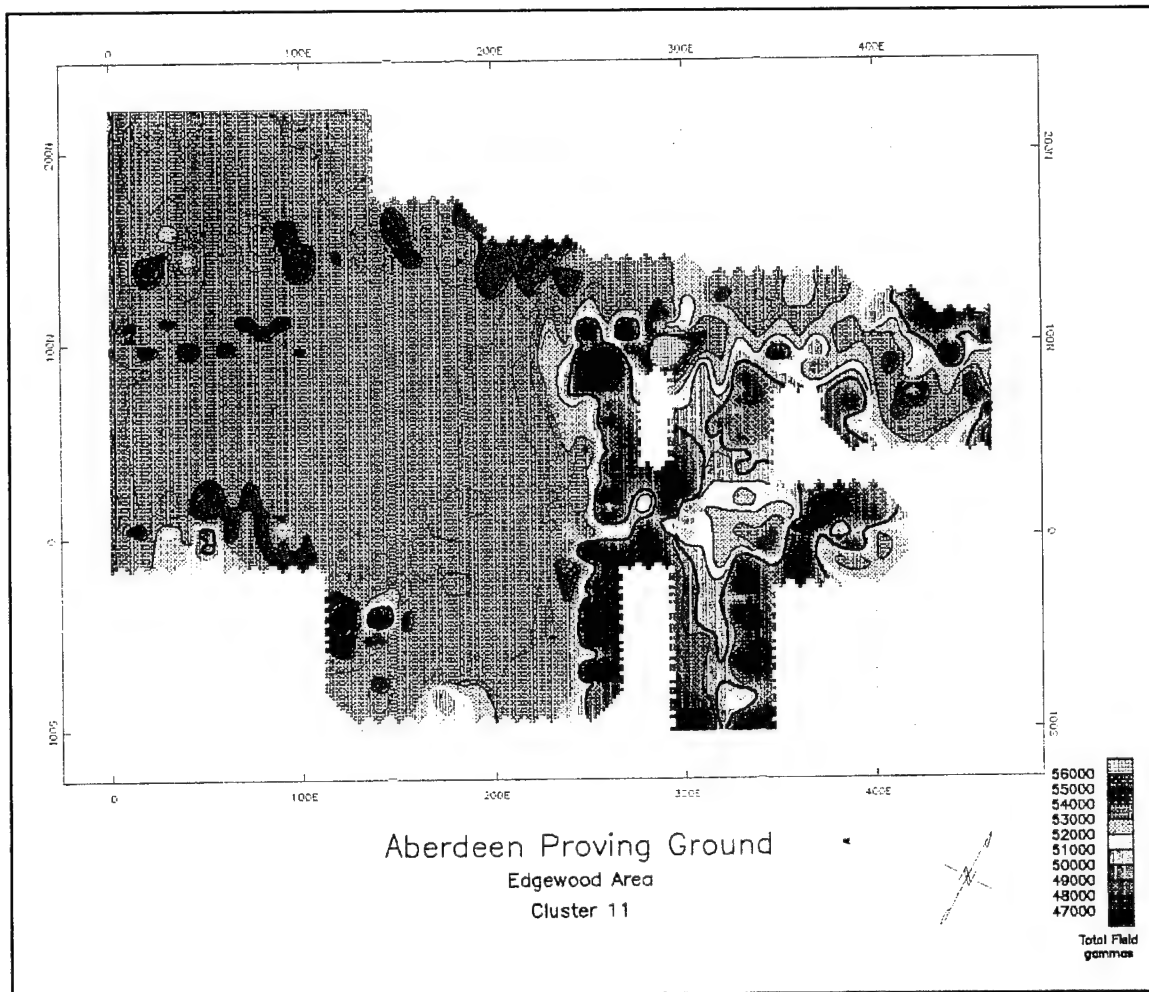 0 100E 200E 300E 400E
200N 200N
100N 100N
0 0
100S 100S
0 100E 200E 300E 400E
Aberdeen Proving Ground
Edgewood Area
Cluster 11
N
56000
55000
54000
53000
52000
51000
50000
49000
48000
47000
Total Field
gammas